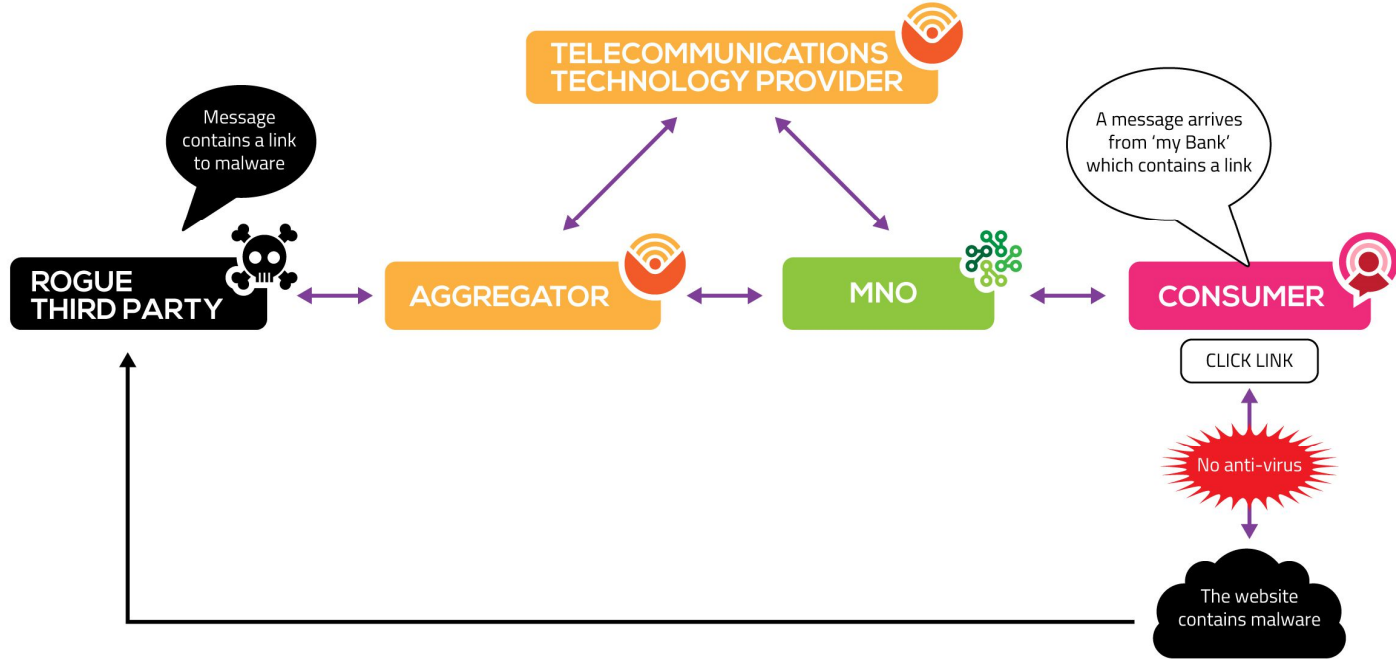 TELECOMMUNICATIONS
TECHNOLOGY PROVIDER
Message
contains a link
to malware
A message arrives
from ‘my Bank’
which contains a link
ROGUE
THIRD PARTY
AGGREGATOR
MNO
CONSUMER
CLICK LINK
No anti-virus
The website
contains malware